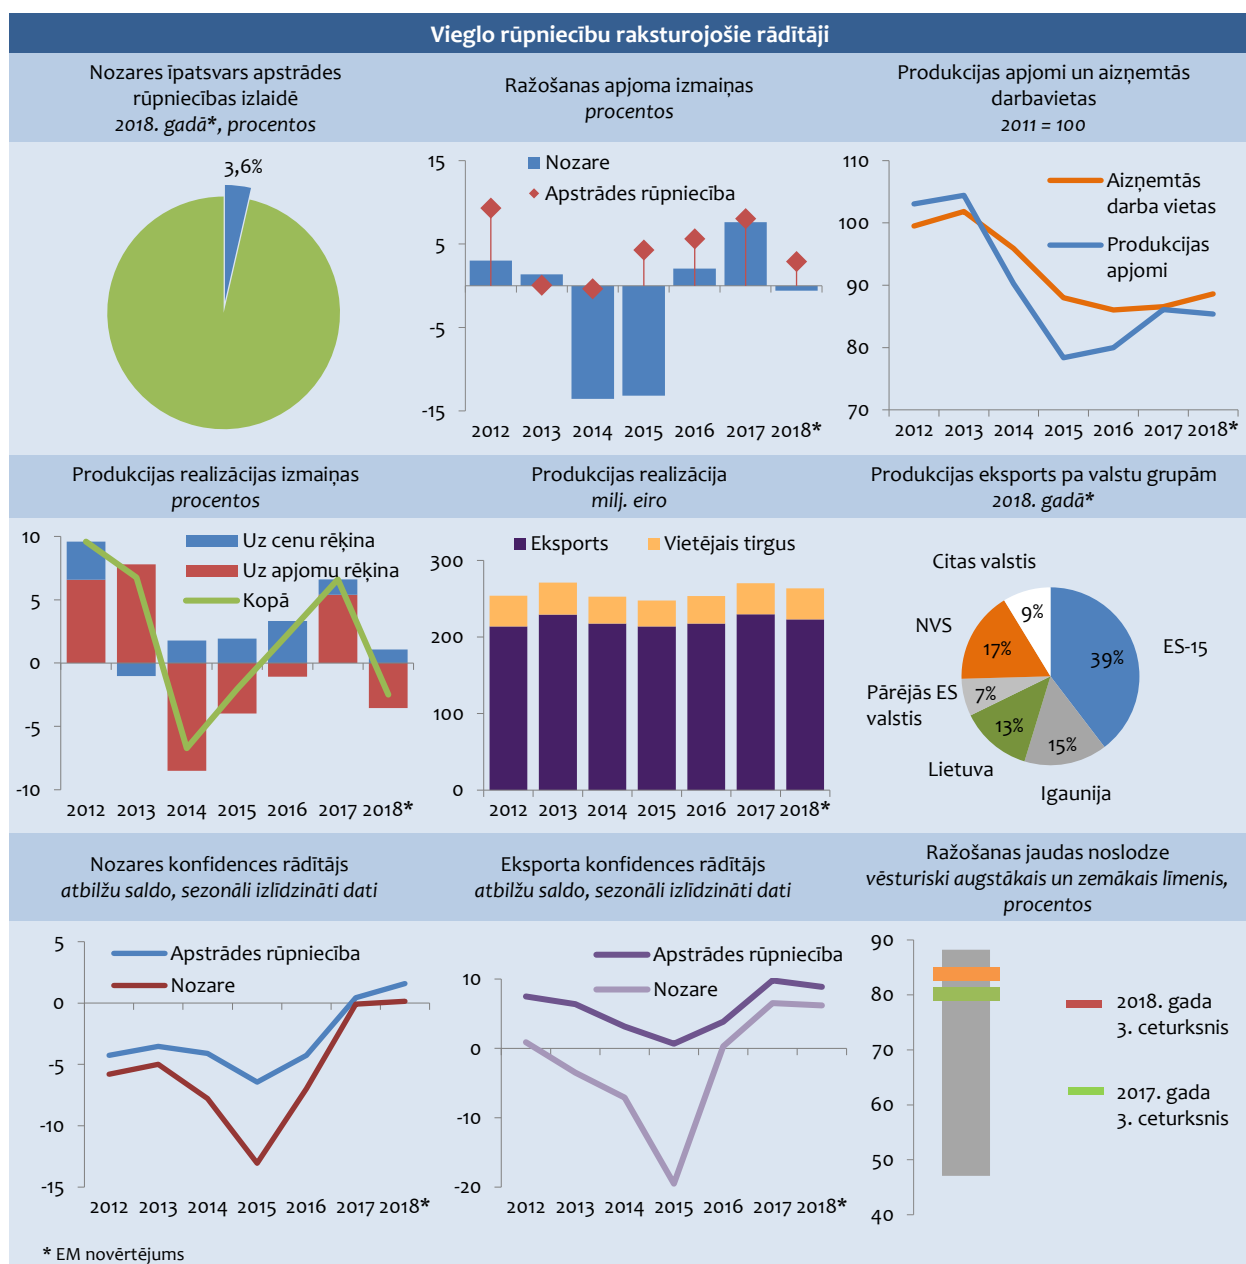 Vieglo rūpniecību raksturojošie rādītāji
Nozares īpatsvars apstrādes
rūpniecības izlaidē
2018. gadā*, procentos
3,6%
Ražošanas apjoma izmaiņas
procentos
15
5
-5
-15
Nozare
Apstrādes rūpniecība
2012 2013 2014 2015 2016 2017 2018*
Produkcijas apjomi un aizņemtās
darbavietas
2011 = 100
110
100
90
80
70
Aizņemtās
darba vietas
Produkcijas
apjomi
2012 2013 2014 2015 2016 2017 2018*
Produkcijas realizācijas izmaiņas
procentos
10
5
0
-5
-10
Uz cenu rēķina
Uz apjomu rēķina
Kopā
2012 2013 2014 2015 2016 2017 2018*
Produkcijas realizācija
milj. eiro
Eksports
Vietējais tirgus
300
200
100
0
2012 2013 2014 2015 2016 2017 2018*
Produkcijas eksports pa valstu grupām
2018. gadā*
Citas valstis
9%
NVS
17%
39%
ES-15
Pārējās ES
valstis
7%
13%
15%
Lietuva
Igaunija
Nozares konfidences rādītājs
atbilžu saldo, sezonāli izlīdzināti dati
5
0
-5
-10
-15
Apstrādes rūpniecība
Nozare
2012 2013 2014 2015 2016 2017 2018*
Eksporta konfidences rādītājs
atbilžu saldo, sezonāli izlīdzināti dati
10
0
-10
-20
Apstrādes rūpniecība
Nozare
2012 2013 2014 2015 2016 2017 2018*
Ražošanas jaudas noslodze
vēsturiski augstākais un zemākais līmenis,
procentos
90
80
70
60
50
40
2018. gada
3. ceturksnis
2017. gada
3. ceturksnis
* EM novērtējums